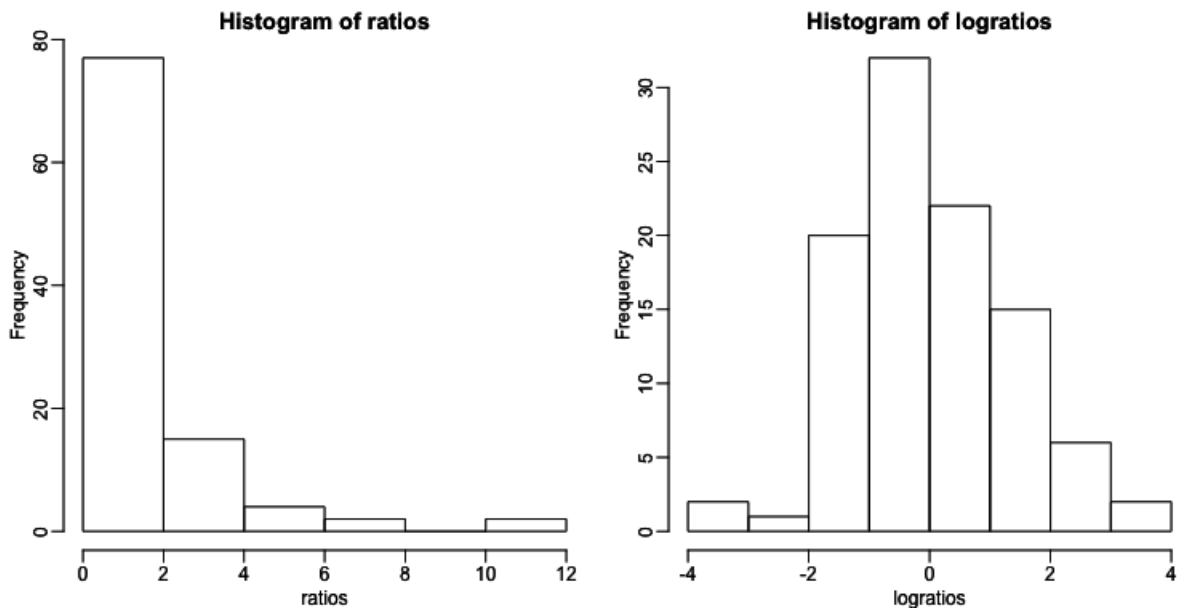 Histogram of ratios
Frequency
80
60
40
20
0
0 2 4 6 8 10 12
ratios
Histogram of logratios
Frequency
30
25
20
15
10
5
0
-4 -2 0 2 4
logratios